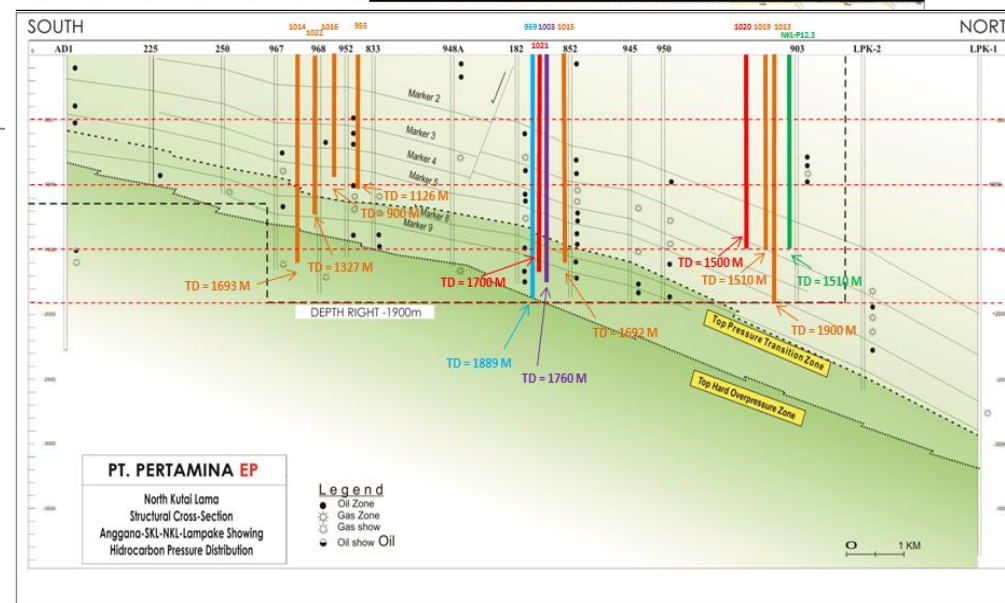 SOUTH
NORT
1014
1022
1016
955
969
1003
1015
1021
1020
1019
1013
NKL-P12.3
AD1
225
250
967
968
952
833
948A
182
852
945
950
903
LPK-2
LPK-1
Marker 2
Marker 3
Marker 4
Marker 5
Marker 8
Marker 9
TD = 1126 M
TD = 900 M
TD = 1327 M
TD = 1693 M
TD = 1700 M
TD = 1500 M
TD = 1510 M
TD = 1510 M
DEPTH RIGHT -1900m
TD = 1692 M
TD = 1900 M
TD = 1889 M
TD = 1760 M
Top Pressure Transition Zone
Top Hard Overpressure Zone
-2000
-2500
-3000
PT. PERTAMINA EP
North Kutai Lama
Structural Cross-Section
Anggana-SKL-NKL-Lampake Showing
Hidrocarbon Pressure Distribution
Legend
Oil Zone
Gas Zone
Gas show
Oil show Oil
O 1 KM